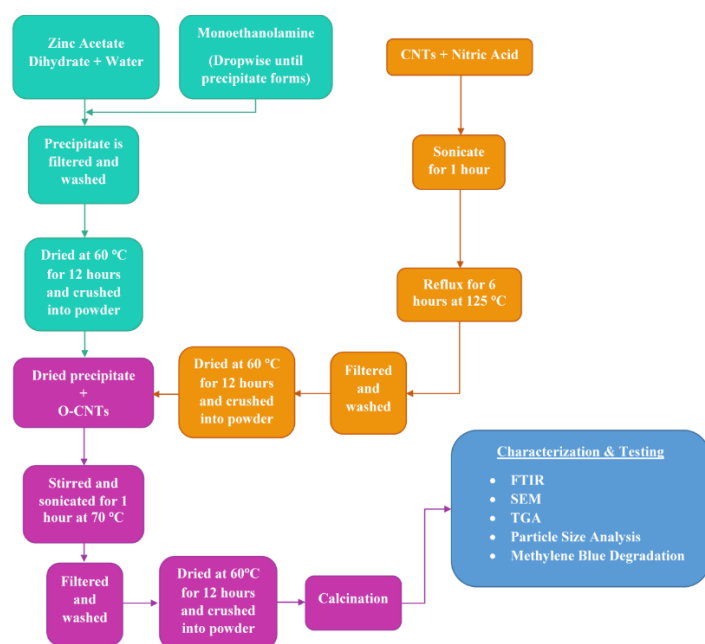 Zinc Acetate
Dihydrate + Water
Monoethanolamine
(Dropwise until
precipitate forms)
CNTs + Nitric Acid
Precipitate is
filtered and
washed
Sonicate
for 1 hour
Dried at 60 °C
for 12 hours
and crushed
into powder
Reflux for 6
hours at 125 °C
Dried precipitate
+
O-CNTs
Dried at 60 °C
for 12 hours
and crushed
into powder
Filtered
and
washed
Stirred and
sonicated for 1
hour at 70 °C
Filtered
and
washed
Dried at 60°C
for 12 hours
and crushed
into powder
Calcination
Characterization & Testing
• FTIR
• SEM
• TGA
• Particle Size Analysis
• Methylene Blue Degradation